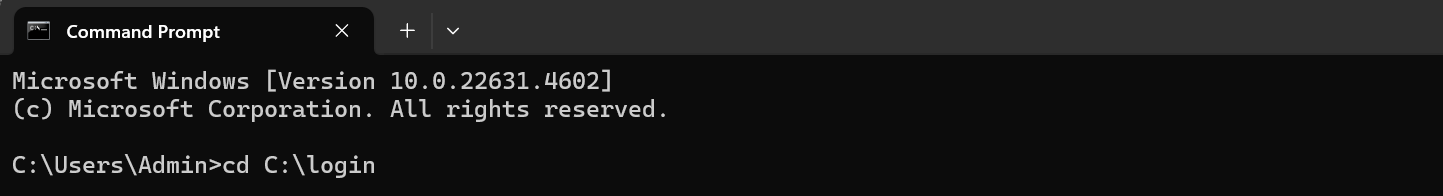 Command Prompt
Microsoft Windows [Version 10.0.22631.4602]
(c) Microsoft Corporation. All rights reserved.
C:\Users\Admin>cd C:\login